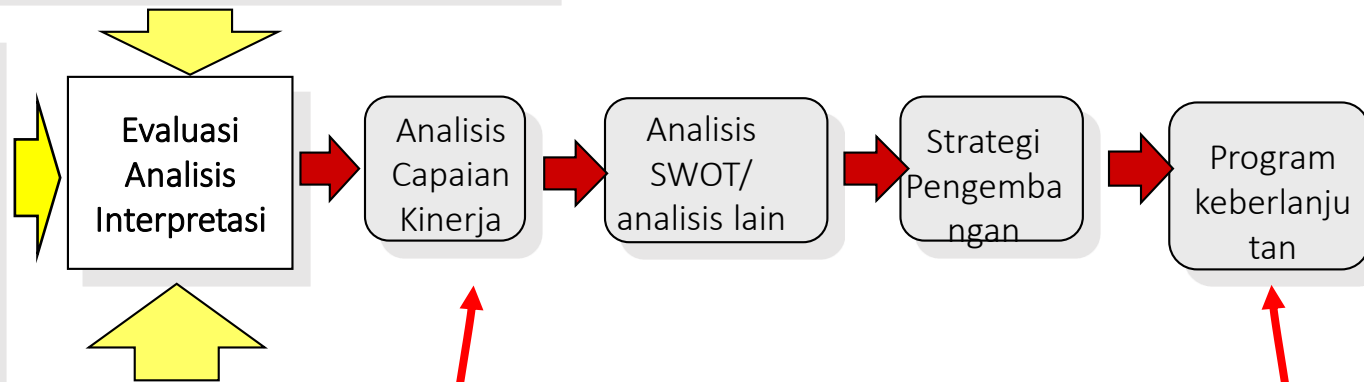 Evaluasi
Analisis
Interpretasi
Analisis
Capaian
Kinerja
Analisis
SWOT/
analisis lain
Strategi
Pengemba
ngan
Program
keberlanju
tan